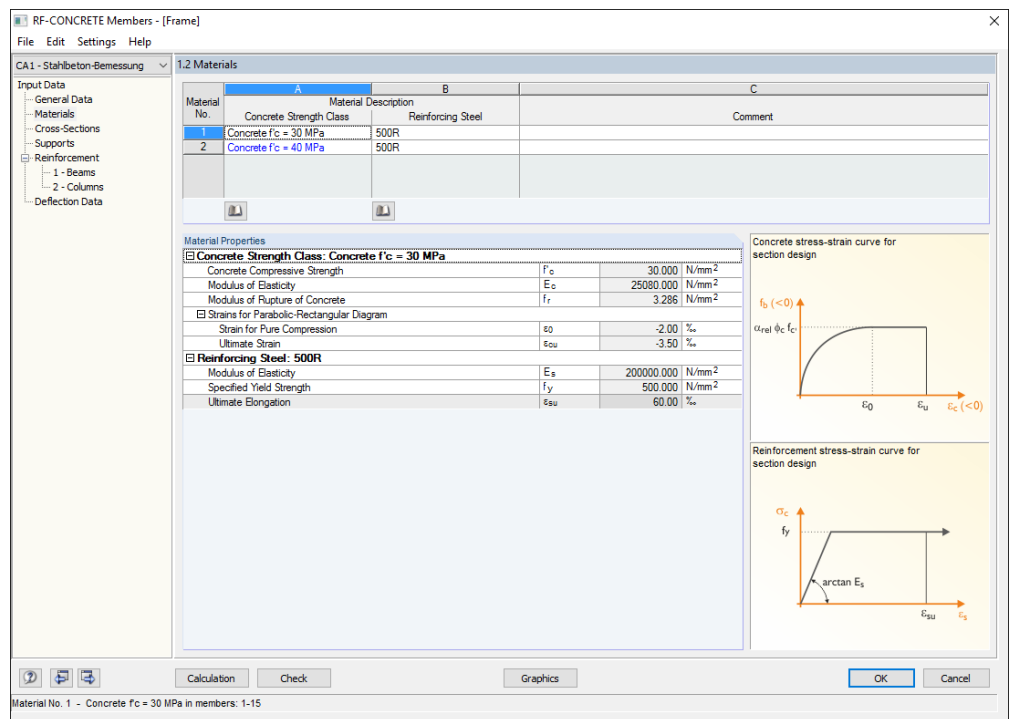 RF-CONCRETE Members - [Frame]
File Edit Settings Help
CA1 - Stahlbeton-Bemessung
1.2 Materials
Input Data
General Data
Materials
Cross-Sections
Supports
Reinforcement
1 - Beams
2 - Columns
Deflection Data
A B C
Material No.
Material Description
Concrete Strength Class Reinforcing Steel Comment
1 Concrete f'c = 30 MPa 500R
2 Concrete f'c = 40 MPa 500R
Material Properties
Concrete Strength Class: Concrete f'c = 30 MPa
Concrete Compressive Strength f'c 30.000 N/mm2
Modulus of Elasticity Ec 25080.000 N/mm2
Modulus of Rupture of Concrete fr 3.286 N/mm2
Strains for Parabolic-Rectangular Diagram
Strain for Pure Compression ε0 -2.00 ‰
Ultimate Strain εcu -3.50 ‰
Reinforcing Steel: 500R
Modulus of Elasticity Es 200000.000 N/mm2
Specified Yield Strength fy 500.000 N/mm2
Ultimate Elongation εsu 60.00 ‰
Concrete stress-strain curve for
section design
fb (<0)
αrel ϕc fc'
ε0 εu εc (<0)
Reinforcement stress-strain curve for
section design
σc
fy
arctan Es
εsu εs
Calculation Check Graphics OK Cancel
Material No. 1 - Concrete f'c = 30 MPa in members: 1-15